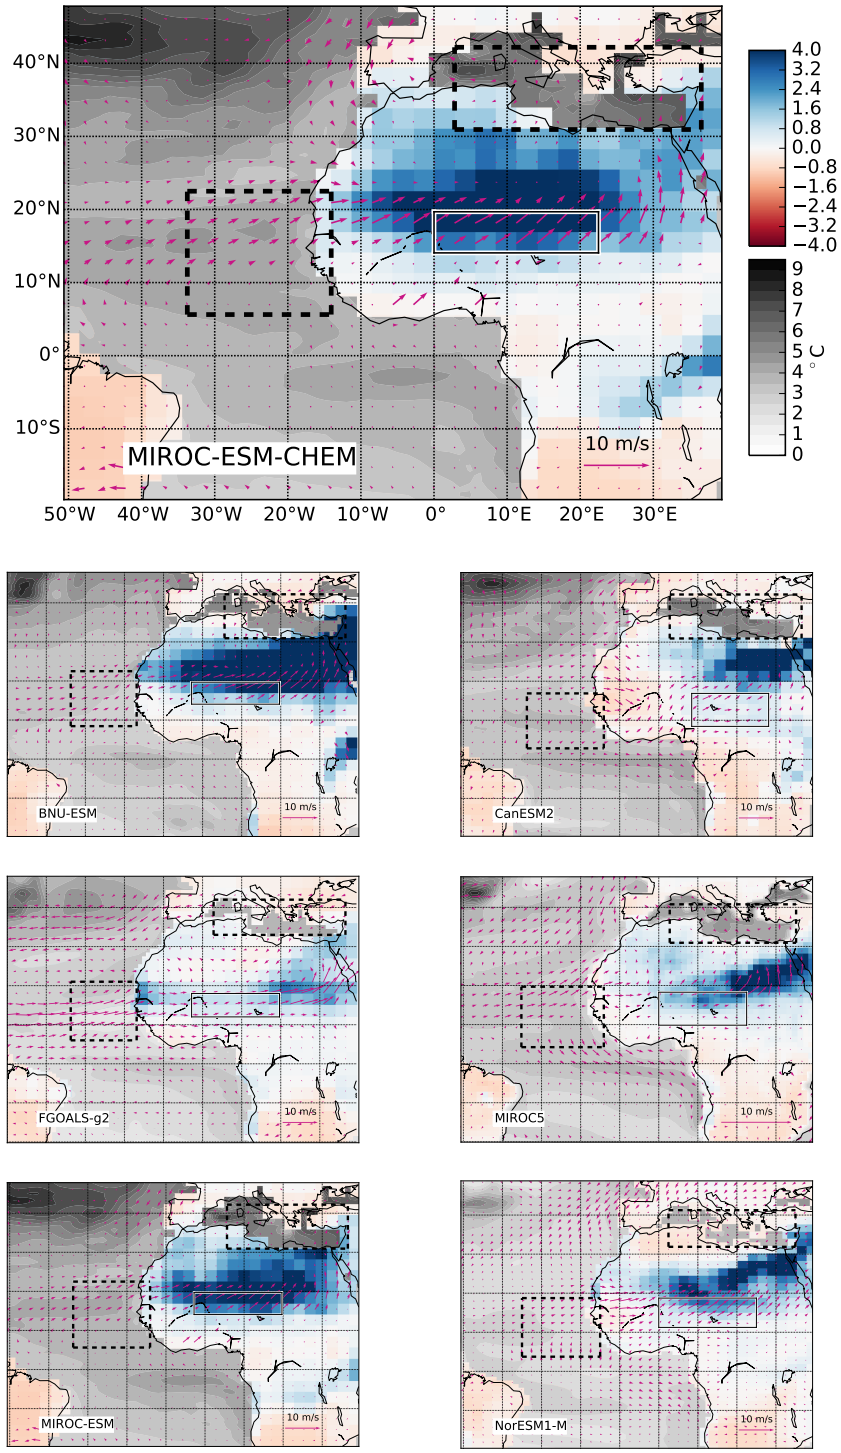 40°N
30°N
20°N
10°N
0°
10°S
50°W 40°W 30°W 20°W 10°W 0° 10°E 20°E 30°E
MIROC-ESM-CHEM
10 m/s
4.0
3.2
2.4
1.6
0.8
0.0
−0.8
−1.6
−2.4
−3.2
−4.0
9
8
7
6
5
4
3
2
1
0
°C
BNU-ESM
10 m/s
CanESM2
10 m/s
FGOALS-g2
10 m/s
MIROC5
10 m/s
MIROC-ESM
10 m/s
NorESM1-M
10 m/s